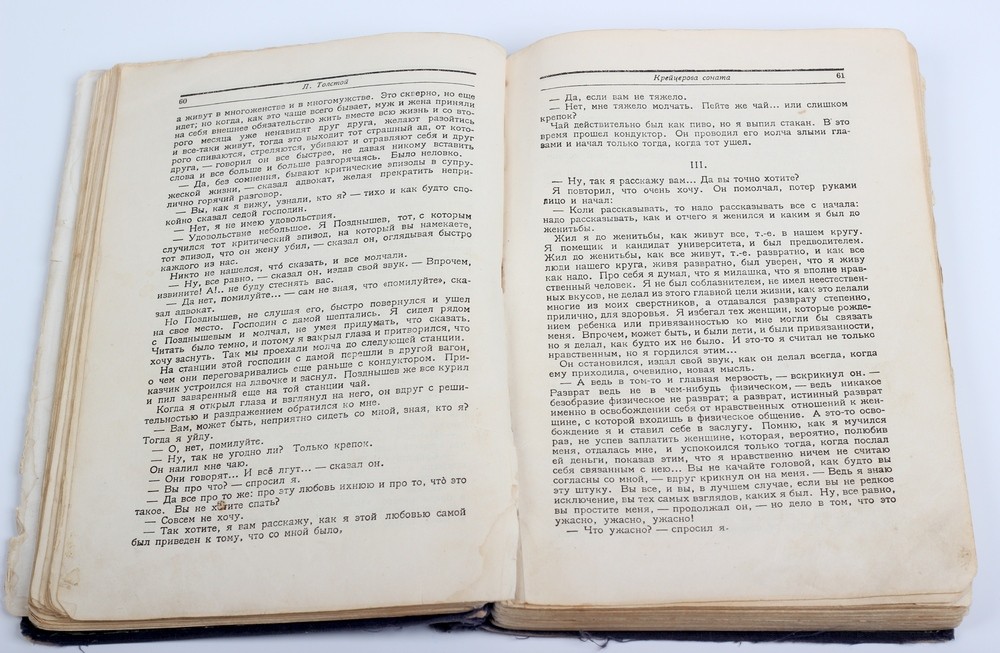 60
Л. Толстой
а живут в многоженстве и в многомужстве. Это скверно, но еще
идет; но когда, как это чаще всего бывает, муж и жена приняли
на себя внешнее обязательство жить вместе всю жизнь и со вто-
рого месяца уже ненавидят друг друга, желают разойтись
и все-таки живут, тогда это выходит тот страшный ад, от кото-
рого спиваются, стреляются, убивают и отравляют себя и друг
друга, — говорил он все быстрее, не давая никому вставить
слова и все больше и больше разгорячаясь. Было неловко.
— Да, без сомнения, бывают критические эпизоды в супру-
жеской жизни, — сказал адвокат, желая прекратить непри-
лично горячий разговор.
— Вы, как я вижу, узнали, кто я? — тихо и как будто спо-
койно сказал седой господин.
— Нет, я не имею удовольствия.
— Удовольствие небольшое. Я Позднышев, тот, с которым
случился тот критический эпизод, на который вы намекаете,
тот эпизод, что он жену убил, — сказал он, оглядывая быстро
каждого из нас.
Никто не нашелся, что́ сказать, и все молчали.
— Ну, все равно, — сказал он, издав свой звук. — Впрочем,
извините! А!.. не буду стеснять вас.
— Да нет, помилуйте... — сам не зная, что «помилуйте», ска-
зал адвокат.
Но Позднышев, не слушая его, быстро повернулся и ушел
на свое место. Господин с дамой шептались. Я сидел рядом
с Позднышевым и молчал, не умея придумать, что сказать.
Читать было темно, и потому я закрыл глаза и притворился, что
хочу заснуть. Так мы проехали молча до следующей станции.
На станции этой господин с дамой перешли в другой вагон,
о чем они переговаривались еще раньше с кондуктором. При-
казчик устроился на лавочке и заснул. Позднышев же все курил
и пил заваренный еще на той станции чай.
Когда я открыл глаза и взглянул на него, он вдруг с реши-
тельностью и раздражением обратился ко мне.
— Вам, может быть, неприятно сидеть со мной, зная, кто я?
Тогда я уйду.
— О, нет, помилуйте.
— Ну, так не угодно ли? Только крепок.
Он налил мне чаю.
— Они говорят... И всё лгут... — сказал он.
— Вы про что? — спросил я.
— Да все про то же: про эту любовь ихнюю и про то, что́ это
такое. Вы не хотите спать?
— Совсем не хочу.
— Так хотите, я вам расскажу, как я этой любовью самой
был приведен к тому, что со мной было,
Крейцерова соната
61
— Да, если вам не тяжело.
— Нет, мне тяжело молчать. Пейте же чай... или слишком
крепок?
Чай действительно был как пиво, но я выпил стакан. В это
время прошел кондуктор. Он проводил его молча злыми гла-
вами и начал только тогда, когда тот ушел.
III.
— Ну, так я расскажу вам... Да вы точно хотите?
Я повторил, что очень хочу. Он помолчал, потер руками
лицо и начал:
— Коли рассказывать, то надо рассказывать все с начала:
надо рассказывать, как и отчего я женился и каким я был до
женитьбы.
Жил я до женитьбы, как живут все, т.-е. в нашем кругу.
Я помещик и кандидат университета, и был предводителем.
Жил до женитьбы, как все живут, т.-е. развратно, и как все
люди нашего круга, живя развратно, был уверен, что я живу
как надо. Про себя я думал, что я милашка, что я вполне нрав-
ственный человек. Я не был соблазнителем, не имел неестествен-
ных вкусов, не делал из этого главной цели жизни, как это делали
многие из моих сверстников, а отдавался разврату степенно,
прилично, для здоровья. Я избегал тех женщин, которые рожде-
нием ребенка или привязанностью ко мне могли бы связать
меня. Впрочем, может быть, и были дети, и были привязанности,
но я делал, как будто их не было. И это-то я считал не только
нравственным, но я гордился этим...
Он остановился, издал свой звук, как он делал всегда, когда
ему приходила, очевидно, новая мысль.
— А ведь в том-то и главная мерзость, — вскрикнул он. —
Разврат ведь не в чем-нибудь физическом, — ведь никакое
безобразие физическое не разврат; а разврат, истинный разврат
именно в освобождении себя от нравственных отношений к жен-
щине, с которой входишь в физическое общение. А это-то осво-
бождение я и ставил себе в заслугу. Помню, как я мучился
раз, не успев заплатить женщине, которая, вероятно, полюбив
меня, отдалась мне, и успокоился только тогда, когда послал
ей деньги, показав этим, что я нравственно ничем не считаю
себя связанным с нею... Вы не качайте головой, как будто вы
согласны со мной, — вдруг крикнул он на меня. — Ведь я знаю
эту штуку. Вы все, и вы, в лучшем случае, если вы не редкое
исключение, вы тех самых взглядов, каких я был. Ну, все равно,
вы простите меня, — продолжал он, — но дело в том, что это
ужасно, ужасно, ужасно!
— Что ужасно? — спросил я.